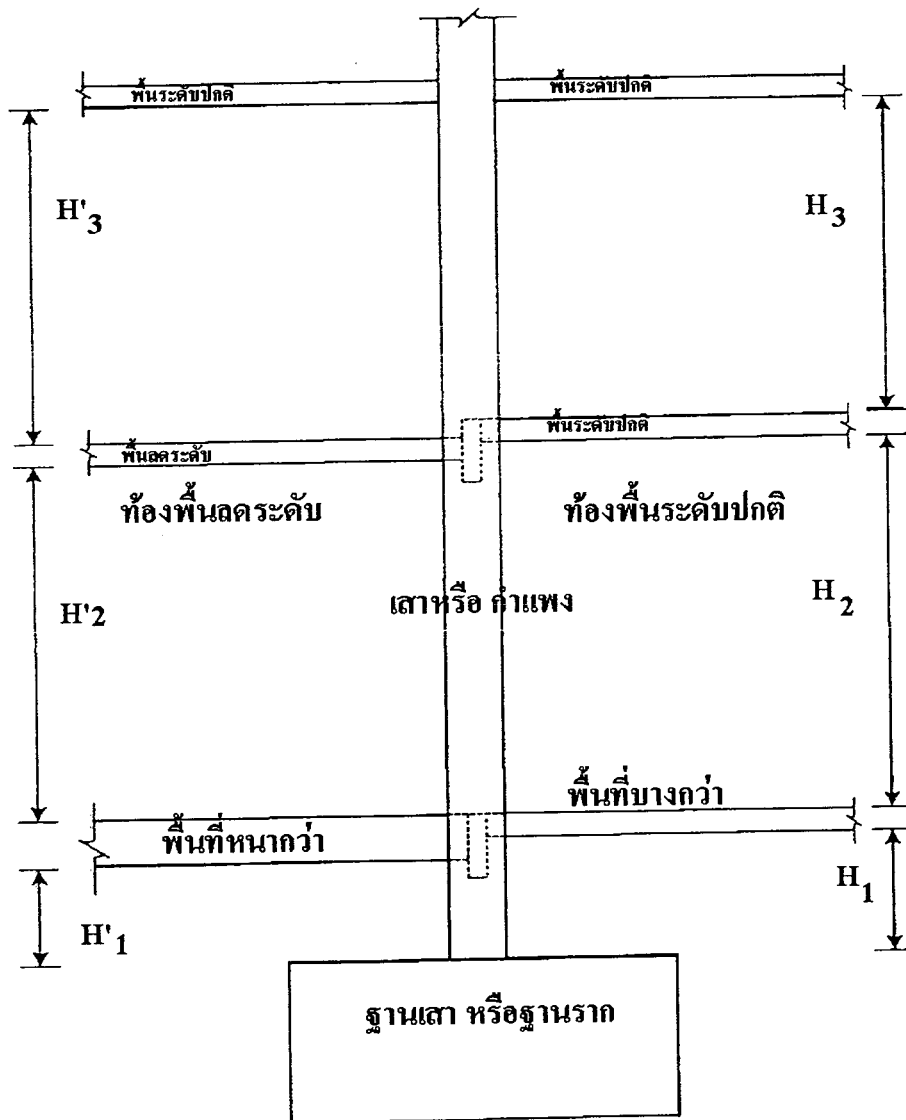 พื้นระดับปกติ
พื้นระดับปกติ
H'3
H3
พื้นลดระดับ
พื้นระดับปกติ
ท้องพื้นลดระดับ
ท้องพื้นระดับปกติ
เสาหรือ กำแพง
H'2
H2
พื้นที่หนากว่า
พื้นที่บางกว่า
H'1
H1
ฐานเสา หรือฐานราก